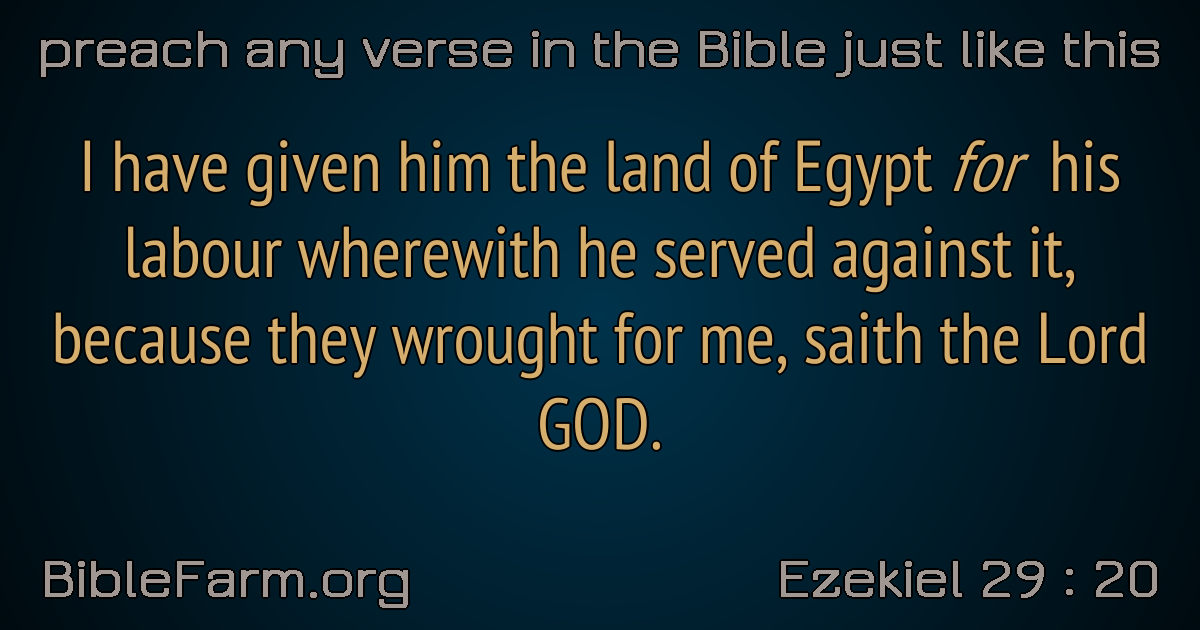 preach any verse in the Bible just like this
I have given him the land of Egypt for his
labour wherewith he served against it,
because they wrought for me, saith the Lord
GOD.
BibleFarm.org
Ezekiel 29 : 20